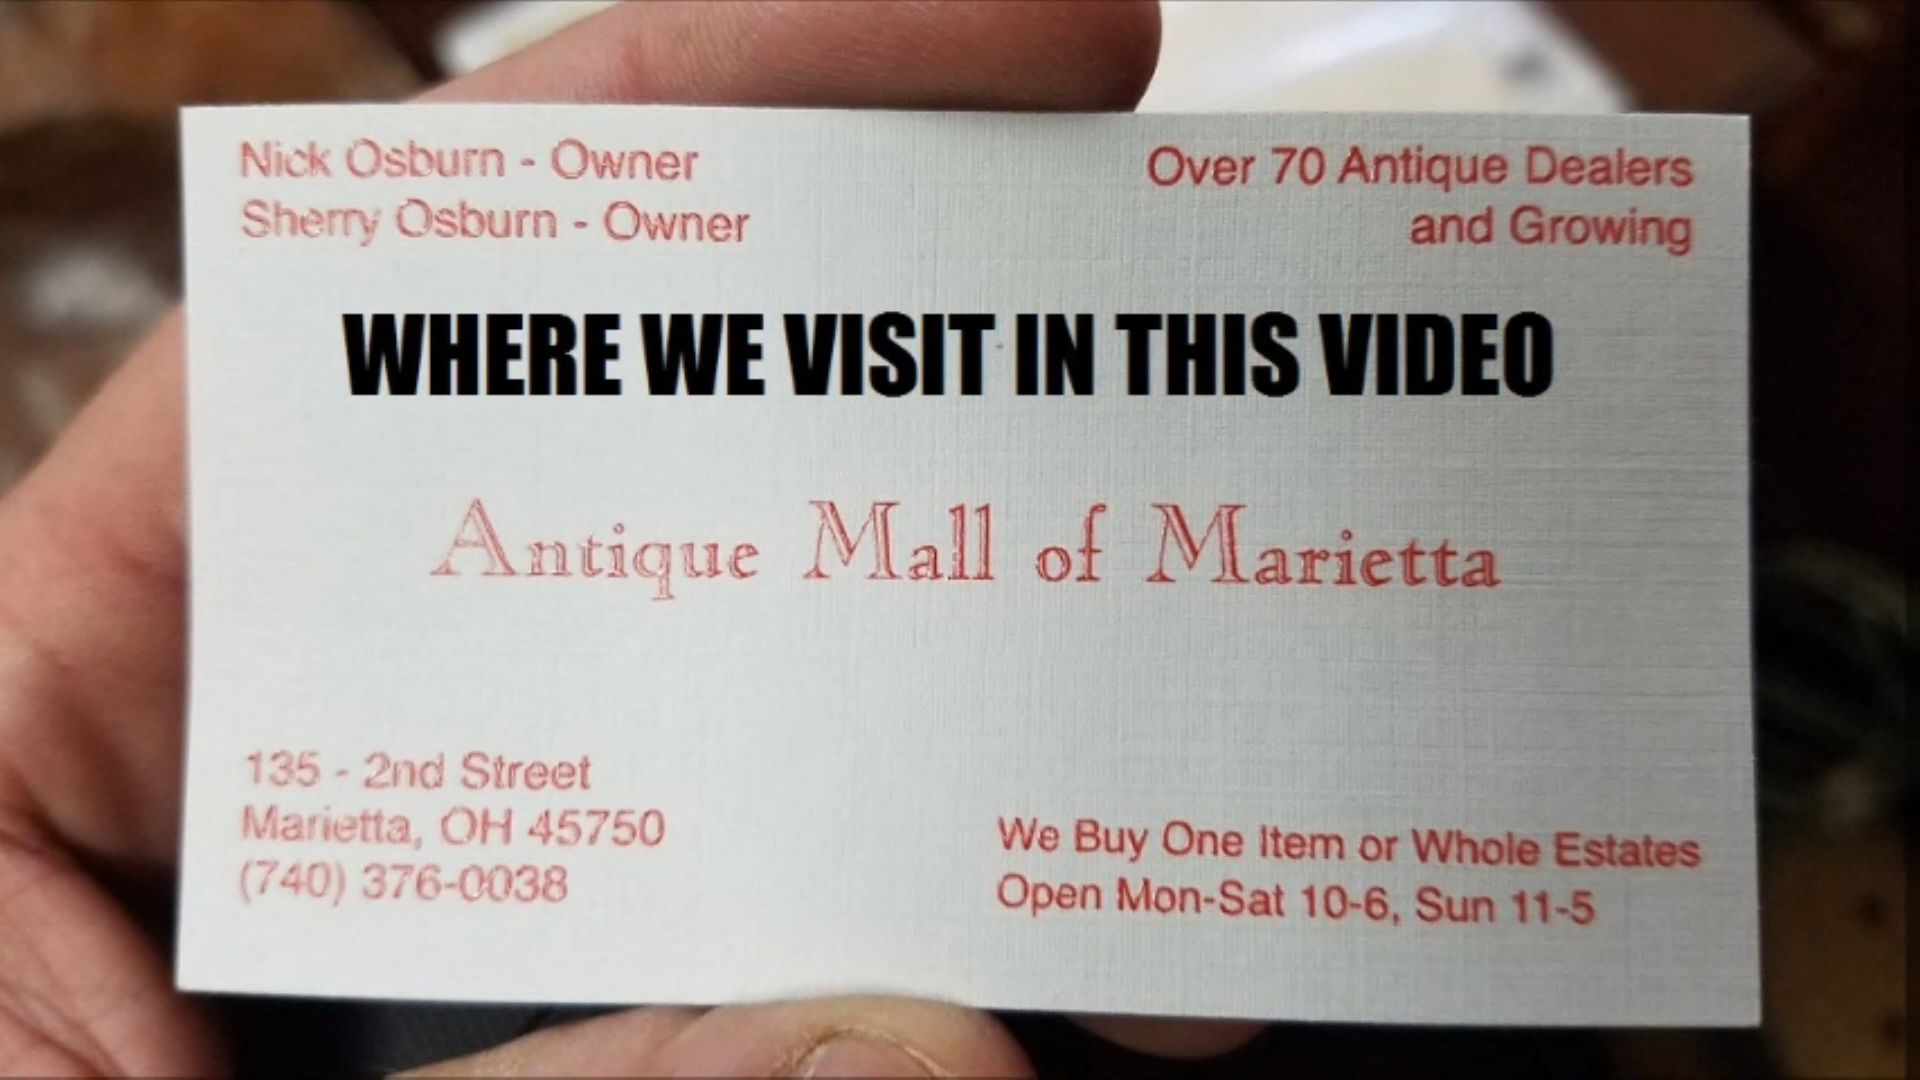 Nick Osburn - Owner
Sherry Osburn - Owner
Over 70 Antique Dealers
and Growing
WHERE WE VISIT IN THIS VIDEO
Antique Mall of Marietta
135 - 2nd Street
Marietta, OH 45750
(740) 376-0038
We Buy One Item or Whole Estates
Open Mon-Sat 10-6, Sun 11-5